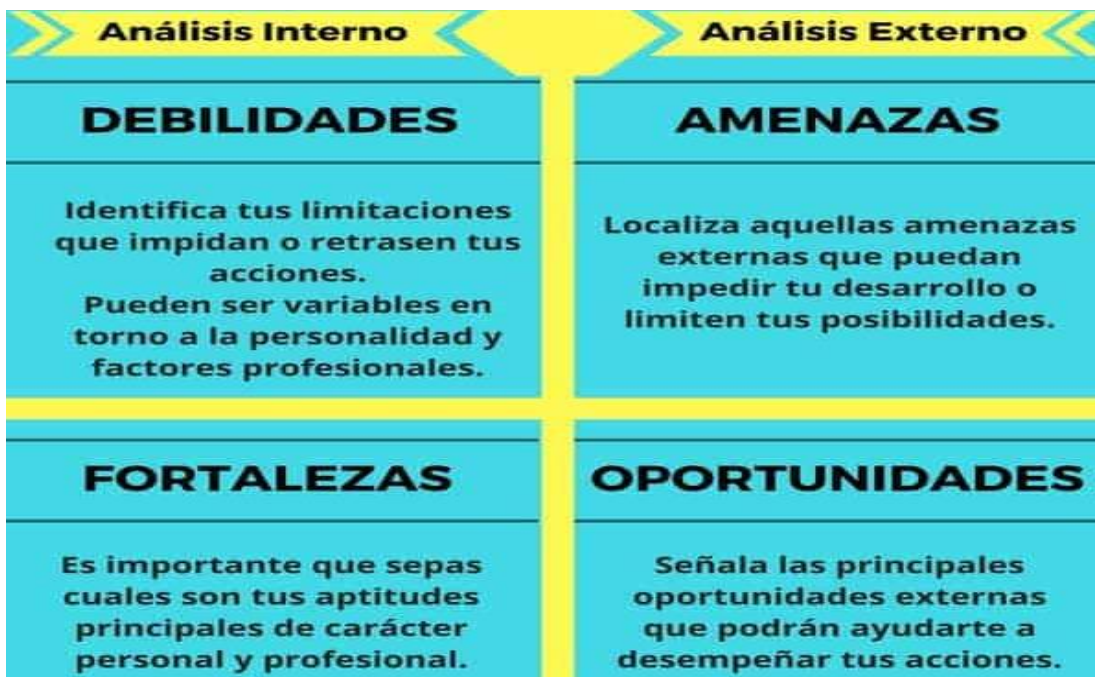 Análisis Interno
Análisis Externo
DEBILIDADES
Identifica tus limitaciones
que impidan o retrasen tus
acciones.
Pueden ser variables en
torno a la personalidad y
factores profesionales.
AMENAZAS
Localiza aquellas amenazas
externas que puedan
impedir tu desarrollo o
limiten tus posibilidades.
FORTALEZAS
Es importante que sepas
cuales son tus aptitudes
principales de carácter
personal y profesional.
OPORTUNIDADES
Señala las principales
oportunidades externas
que podrán ayudarte a
desempeñar tus acciones.